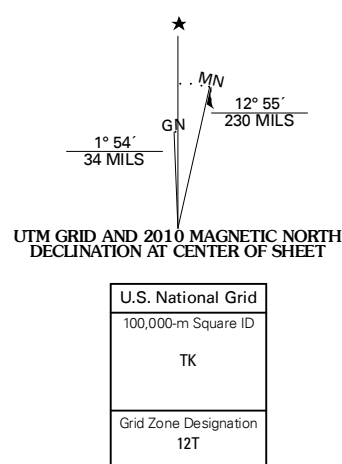 MN
GN
12° 55´
230 MILS
1° 54´
34 MILS
UTM GRID AND 2010 MAGNETIC NORTH
DECLINATION AT CENTER OF SHEET
U.S. National Grid
100,000-m Square ID
TK
Grid Zone Designation
12T